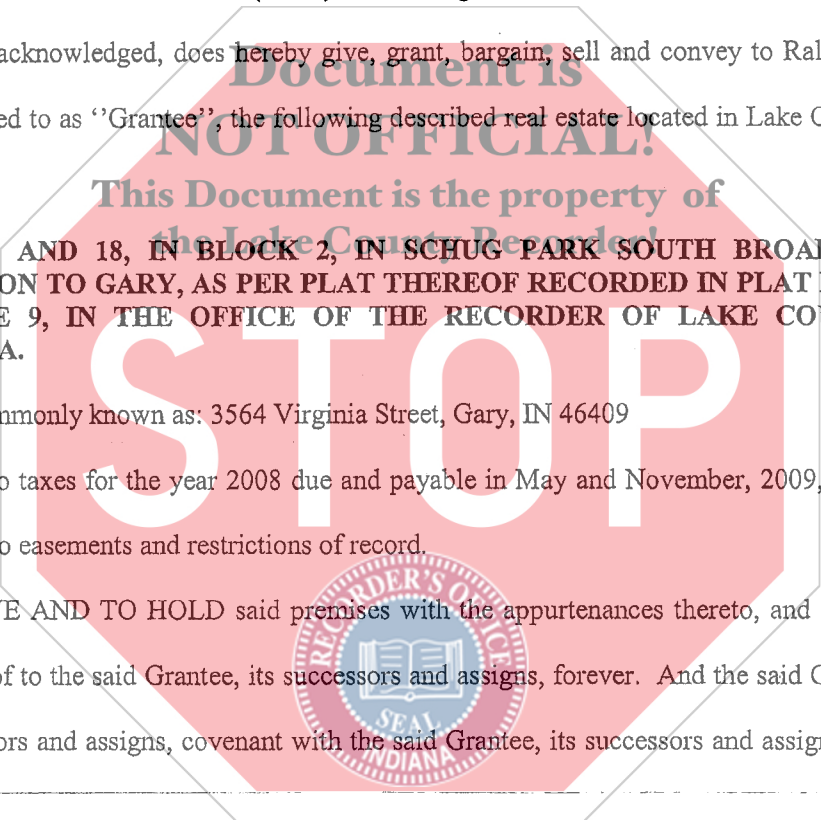 acknowledged, does hereby give, grant, bargain, sell and convey to Ral
Document is
ed to as ‘‘Grantee’’, the following described real estate located in Lake C
NOT OFFICIAL!
This Document is the property of
the Lake County Recorder!
AND 18, IN BLOCK 2, IN SCHUG PARK SOUTH BROA
ON TO GARY, AS PER PLAT THEREOF RECORDED IN PLAT
E 9, IN THE OFFICE OF THE RECORDER OF LAKE COU
A.
STOP
mmonly known as: 3564 Virginia Street, Gary, IN 46409
o taxes for the year 2008 due and payable in May and November, 2009,
o easements and restrictions of record.
RECORDER'S OFFICE
VE AND TO HOLD said premises with the appurtenances thereto, and
of to the said Grantee, its successors and assigns, forever. And the said G
SEAL
ors and assigns, covenant with the said Grantee, its successors and assign
INDIANA